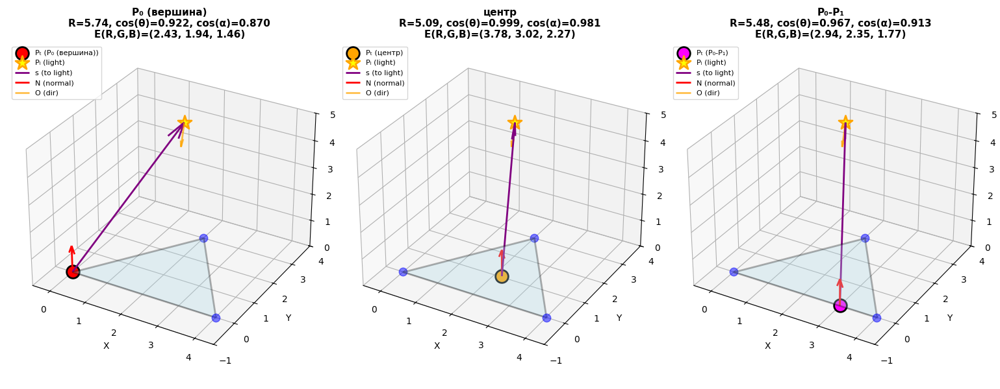 P₀ (вершина)
R=5.74, cos(θ)=0.922, cos(α)=0.870
E(R,G,B)=(2.43, 1.94, 1.46)
Pₜ (P₀ (вершина))
Pₗ (light)
s (to light)
N (normal)
O (dir)
5
4
3
2
1
0
4
3
2
1
0
−1
Y
0
1
2
3
4
X
центр
R=5.09, cos(θ)=0.999, cos(α)=0.981
E(R,G,B)=(3.78, 3.02, 2.27)
Pₜ (центр)
Pₗ (light)
s (to light)
N (normal)
O (dir)
5
4
3
2
1
0
4
3
2
1
0
−1
Y
0
1
2
3
4
X
P₀-P₁
R=5.48, cos(θ)=0.967, cos(α)=0.913
E(R,G,B)=(2.94, 2.35, 1.77)
Pₜ (P₀-P₁)
Pₗ (light)
s (to light)
N (normal)
O (dir)
5
4
3
2
1
0
4
3
2
1
0
−1
Y
0
1
2
3
4
X